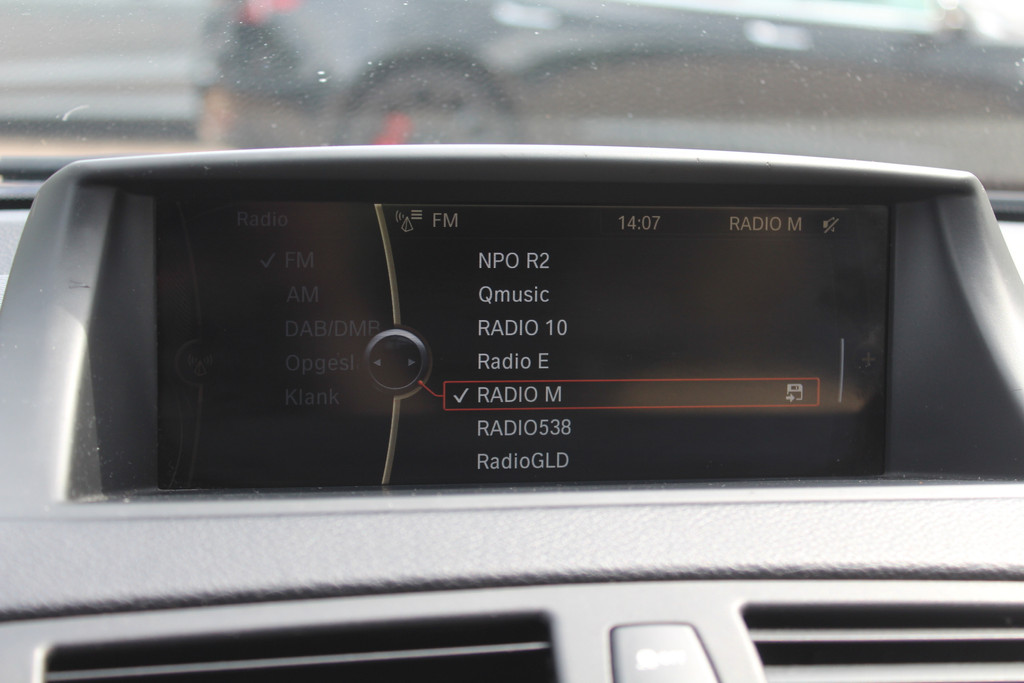 Radio
FM 14:07 RADIO M
FM
AM
DAB/DMB
Opgesl
Klank
NPO R2
Qmusic
RADIO 10
Radio E
RADIO M
RADIO538
RadioGLD